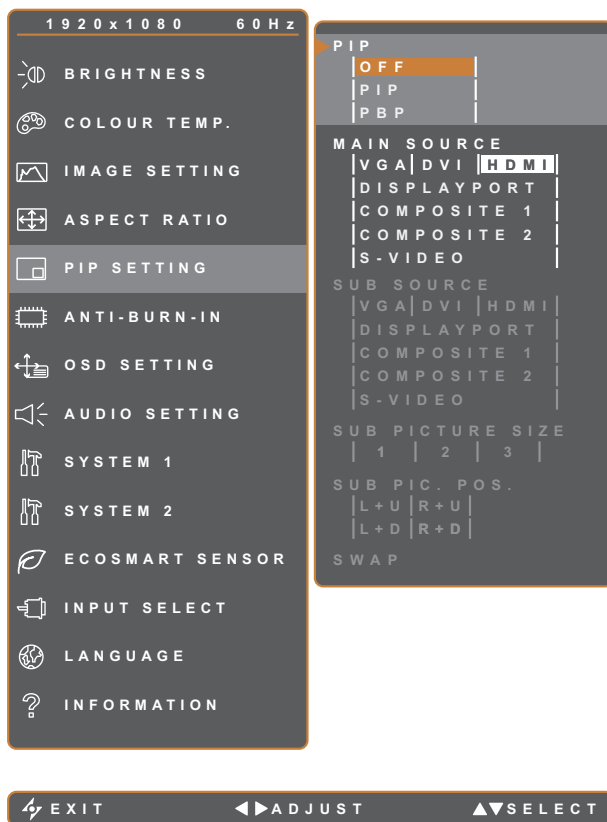 1920x1080 60Hz
BRIGHTNESS
COLOUR TEMP.
IMAGE SETTING
ASPECT RATIO
PIP SETTING
ANTI-BURN-IN
OSD SETTING
AUDIO SETTING
SYSTEM 1
SYSTEM 2
ECOSMART SENSOR
INPUT SELECT
LANGUAGE
INFORMATION
PIP
OFF
PIP
PBP
MAIN SOURCE
VGA DVI HDMI
DISPLAYPORT
COMPOSITE 1
COMPOSITE 2
S-VIDEO
SUB SOURCE
VGA DVI HDMI
DISPLAYPORT
COMPOSITE 1
COMPOSITE 2
S-VIDEO
SUB PICTURE SIZE
1 2 3
SUB PIC. POS.
L+U R+U
L+D R+D
SWAP
EXIT ADJUST SELECT